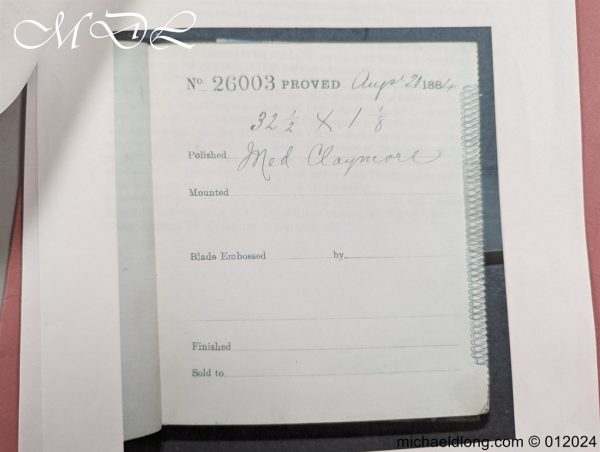 MDL
No. 26003 PROVED Augst 21 1884
32 1/2 X 1 1/8
Polished Med Claymore
Mounted
Blade Embossed by
Finished
Sold to
michaeldlong.com © 012024